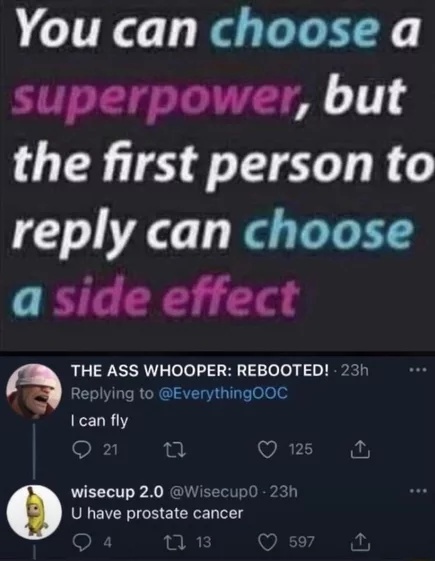 You can choose a
superpower, but
the first person to
reply can choose
a side effect
THE ASS WHOOPER: REBOOTED! · 23h
Replying to @EverythingOOC
I can fly
21
125
wisecup 2.0 @Wisecup0 · 23h
U have prostate cancer
4
13
597